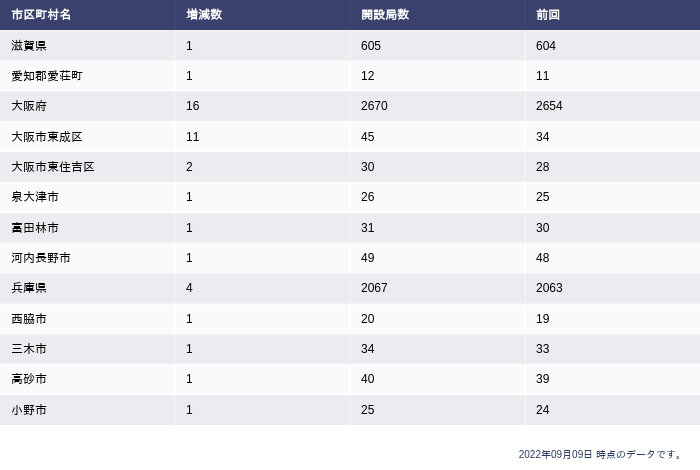 市区町村名 増減数 開設局数 前回
滋賀県 1 605 604
愛知郡愛荘町 1 12 11
大阪府 16 2670 2654
大阪市東成区 11 45 34
大阪市東住吉区 2 30 28
泉大津市 1 26 25
富田林市 1 31 30
河内長野市 1 49 48
兵庫県 4 2067 2063
西脇市 1 20 19
三木市 1 34 33
高砂市 1 40 39
小野市 1 25 24
2022年09月09日 時点のデータです。